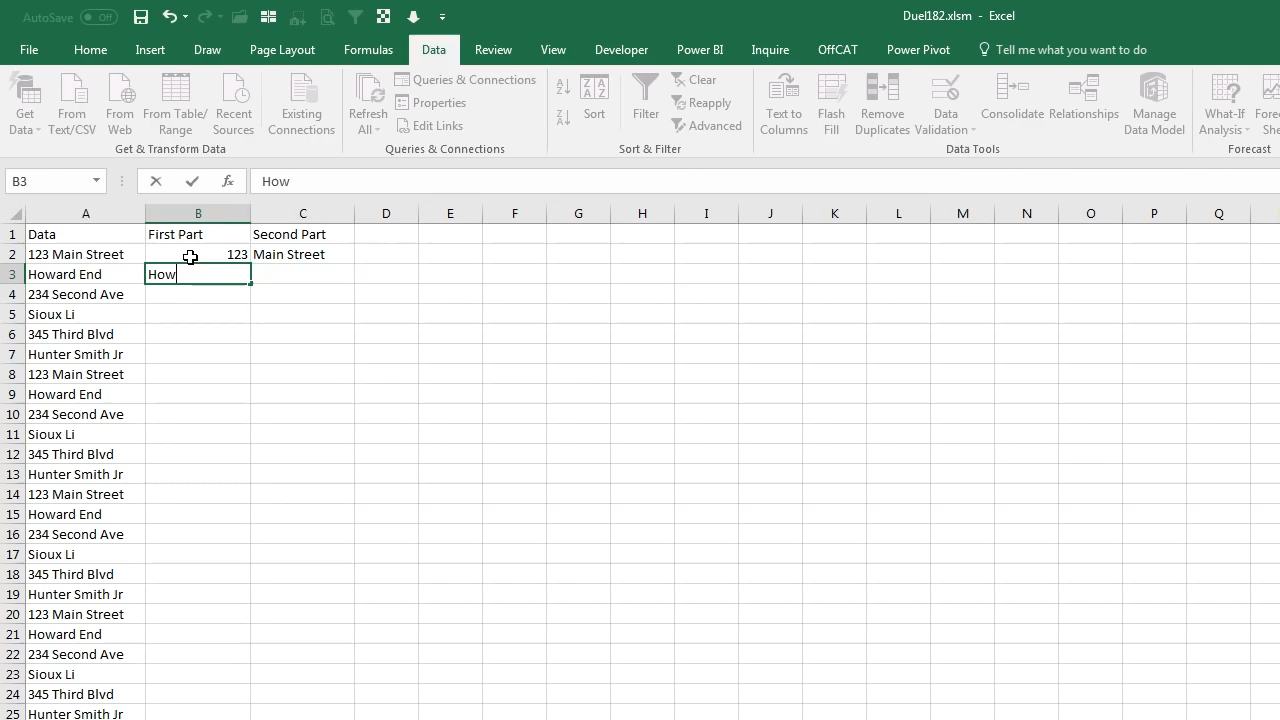 AutoSave Off Duel182.xlsm - Excel
File Home Insert Draw Page Layout Formulas Data Review View Developer Power BI Inquire OffCAT Power Pivot Tell me what you want to do
Get Data
From Text/CSV
From Web
From Table/ Range
Recent Sources
Existing Connections
Get & Transform Data
Refresh All
Queries & Connections
Properties
Edit Links
Queries & Connections
Sort
Filter
Clear
Reapply
Advanced
Sort & Filter
Text to Columns
Flash Fill
Remove Duplicates
Data Validation
Consolidate
Relationships
Manage Data Model
Data Tools
What-If Analysis
Forecast
B3 fx How
A B C D E F G H I J K L M N O P Q
1 Data First Part Second Part
2 123 Main Street 123 Main Street
3 Howard End How
4 234 Second Ave
5 Sioux Li
6 345 Third Blvd
7 Hunter Smith Jr
8 123 Main Street
9 Howard End
10 234 Second Ave
11 Sioux Li
12 345 Third Blvd
13 Hunter Smith Jr
14 123 Main Street
15 Howard End
16 234 Second Ave
17 Sioux Li
18 345 Third Blvd
19 Hunter Smith Jr
20 123 Main Street
21 Howard End
22 234 Second Ave
23 Sioux Li
24 345 Third Blvd
25 Hunter Smith Jr